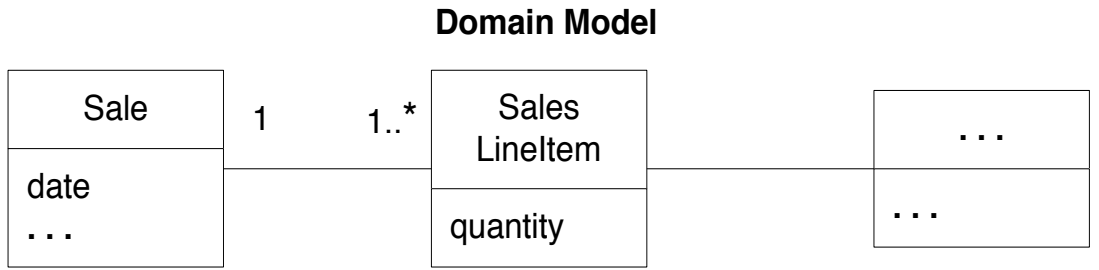 Domain Model
Sale
1
1..*
Sales
LineItem
. . .
date
. . .
quantity
. . .